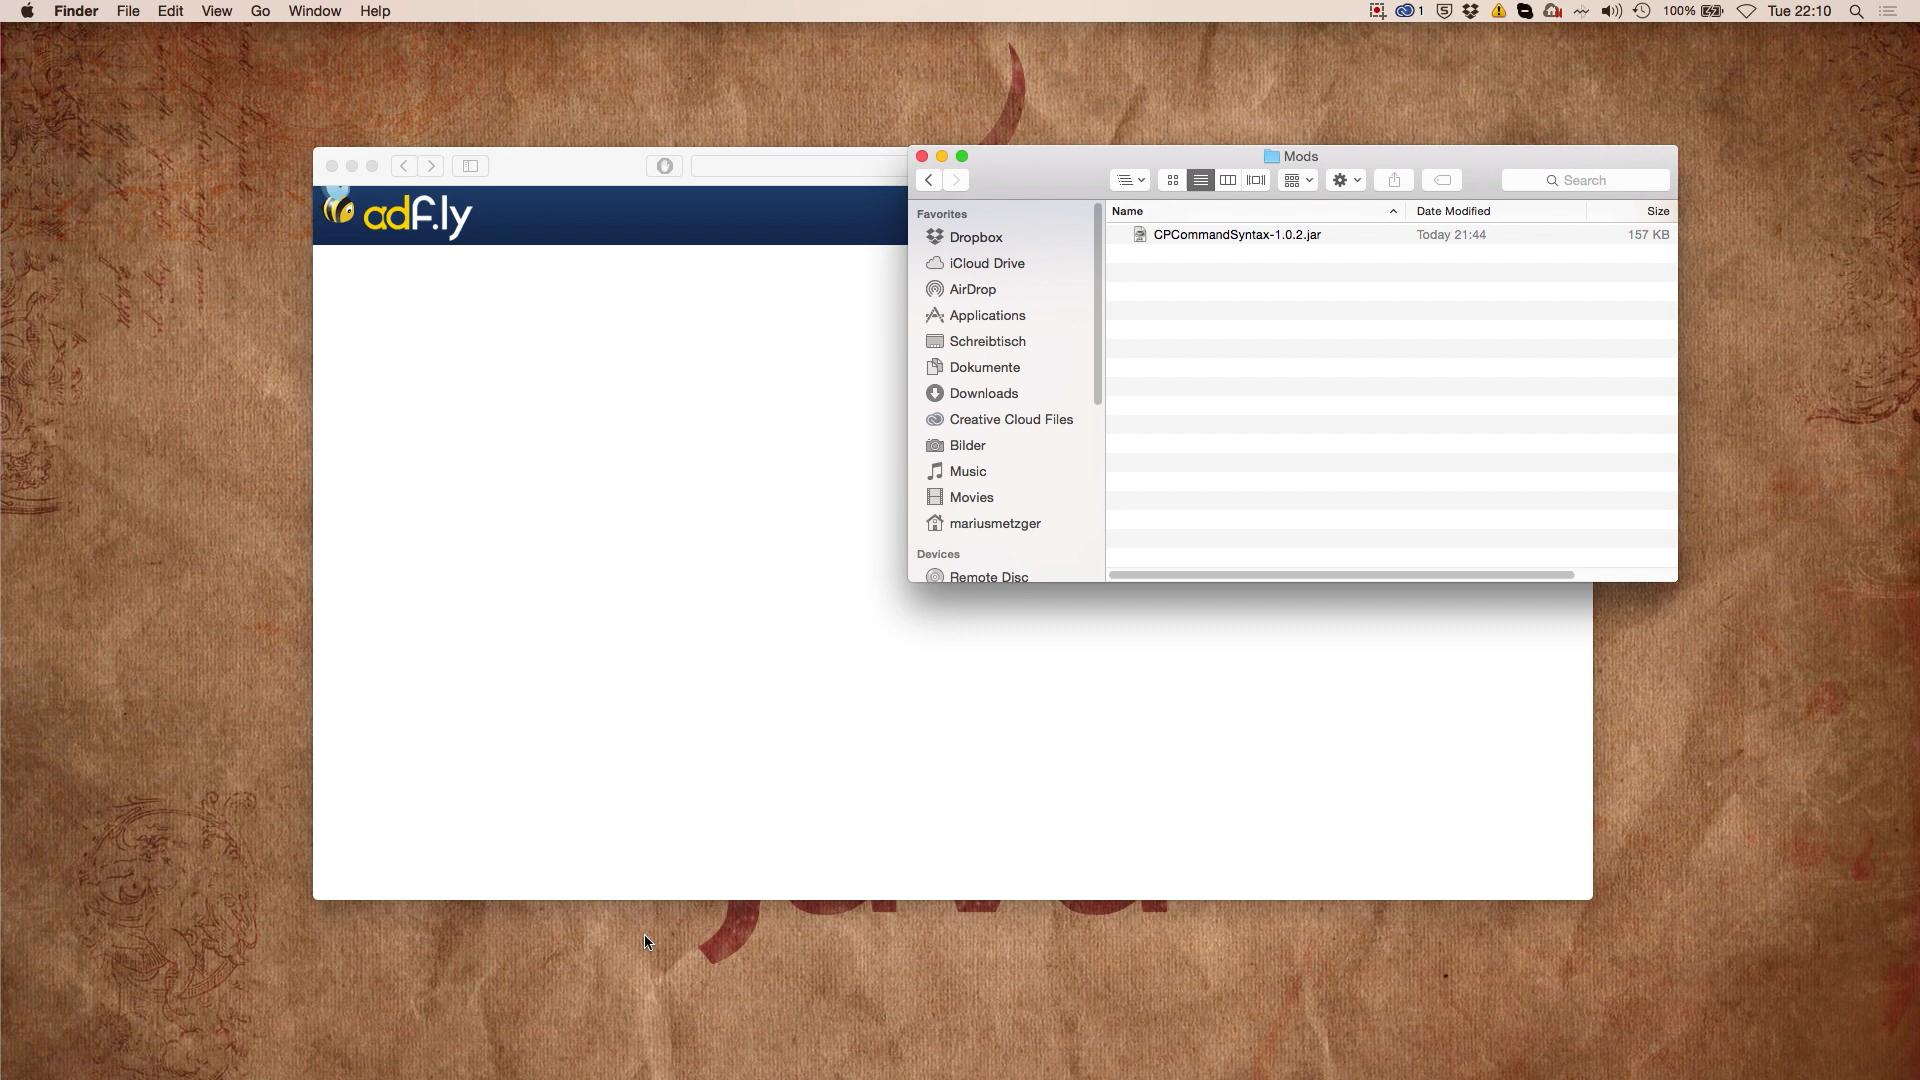 Finder File Edit View Go Window Help
1 100% Tue 22:10
adf.ly
Mods
Search
Favorites
Dropbox
iCloud Drive
AirDrop
Applications
Schreibtisch
Dokumente
Downloads
Creative Cloud Files
Bilder
Music
Movies
mariusmetzger
Devices
Remote Disc
Name Date Modified Size
CPCommandSyntax-1.0.2.jar Today 21:44 157 KB